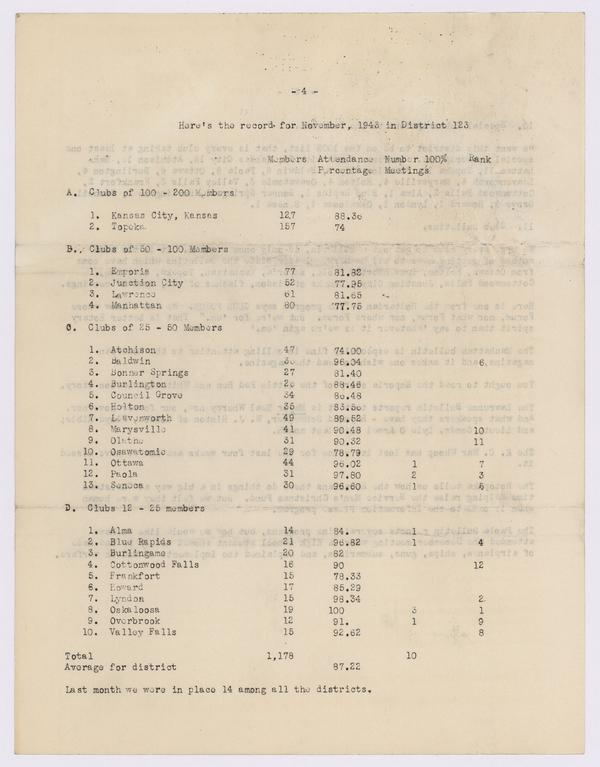 - 4 -
Here's the record for November, 1943 in District 123
Members Attendance Number 100% Rank
Percentage Meetings
A. Clubs of 100 - 200 Members
1. Kansas City, Kansas 127 88.36
2. Topeka 157 74
B. Clubs of 50 - 100 Members
1. Emporia 77 81.82
2. Junction City 52 77.95
3. Lawrence 61 81.65
4. Manhattan 80 77.75
C. Clubs of 25 - 50 Members
1. Atchison 47 74.00
2. Baldwin 96.04 6
3. Bonner Springs 27 81.40
4. Burlington 88.46
5. Council Grove 34 86.48
6. Holton 35
7. Leavenworth 49 89.62
8. Marysville 41 90.48 10
9. Olathe 31 90.32 11
10. Osawatomic 29 78.79
11. Ottawa 44 96.02 1 7
12. Paola 31 97.80 2 3
13. Seneca 30 96.60 1 5
D. Clubs 12 - 25 members
1. Alma 14 84. 1
2. Blue Rapids 21 96.82 1 4
3. Burlingame 20 82
4. Cottonwood Falls 16 90 12
5. Frankfort 15 78.33
6. Howard 17 85.29
7. Lyndon 15 98.34 2
8. Oskaloosa 19 100 3 1
9. Overbrook 12 91. 1 9
10. Valley Falls 15 92.62 8
Total 1,178 10
Average for district 87.22
Last month we were in place 14 among all the districts.